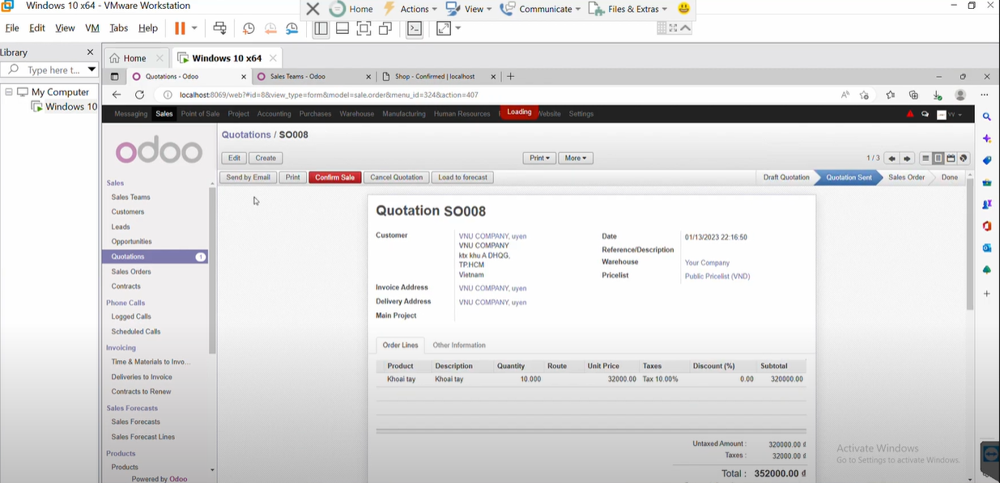 Windows 10 x64 - VMware Workstation
Home Actions View Communicate Files & Extras
File Edit View VM Tabs Help
Library
Home Windows 10 x64
Type here t...
My Computer
Windows 10
Quotations - Odoo Sales Teams - Odoo Shop - Confirmed | localhost
localhost:8069/web?#id=8&view_type=form&model=sale.order&menu_id=324&action=407
Messaging Sales Point of Sale Project Accounting Purchases Warehouse Manufacturing Human Resources Loading Website Settings
odoo
Quotations / SO008
Edit Create Print More 1 / 3
Send by Email Print Confirm Sale Cancel Quotation Load to forecast Draft Quotation Quotation Sent Sales Order Done
Sales
Sales Teams
Customers
Leads
Opportunities
Quotations 1
Sales Orders
Contracts
Phone Calls
Logged Calls
Scheduled Calls
Invoicing
Time & Materials to Invo...
Deliveries to Invoice
Contracts to Renew
Sales Forecasts
Sales Forecasts
Sales Forecast Lines
Products
Products
Powered by Odoo
Quotation SO008
Customer VNU COMPANY, uyen
VNU COMPANY
ktx khu A DHQG,
TP.HCM
Vietnam
Invoice Address VNU COMPANY, uyen
Delivery Address VNU COMPANY, uyen
Main Project
Date 01/13/2023 22:16:50
Reference/Description
Warehouse Your Company
Pricelist Public Pricelist (VND)
Order Lines Other Information
Product Description Quantity Route Unit Price Taxes Discount (%) Subtotal
Khoai tay Khoai tay 10.000 32000.00 Tax 10.00% 0.00 320000.00
Untaxed Amount : 320000.00 ₫
Taxes : 32000.00 ₫
Total : 352000.00 ₫
Activate Windows
Go to Settings to activate Windows.